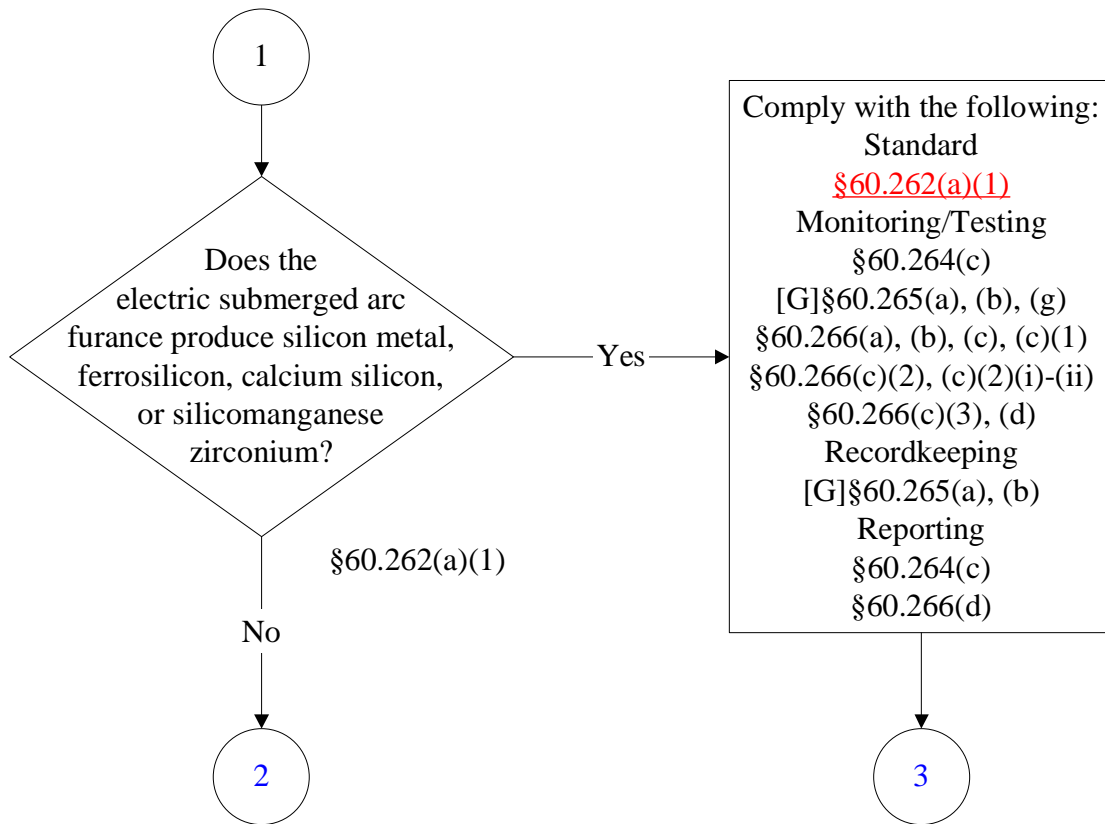 1
Does the
electric submerged arc
furance produce silicon metal,
ferrosilicon, calcium silicon,
or silicomanganese
zirconium?
Yes
Comply with the following:
Standard
§60.262(a)(1)
Monitoring/Testing
§60.264(c)
[G]§60.265(a), (b), (g)
§60.266(a), (b), (c), (c)(1)
§60.266(c)(2), (c)(2)(i)-(ii)
§60.266(c)(3), (d)
Recordkeeping
[G]§60.265(a), (b)
Reporting
§60.264(c)
§60.266(d)
§60.262(a)(1)
No
2
3